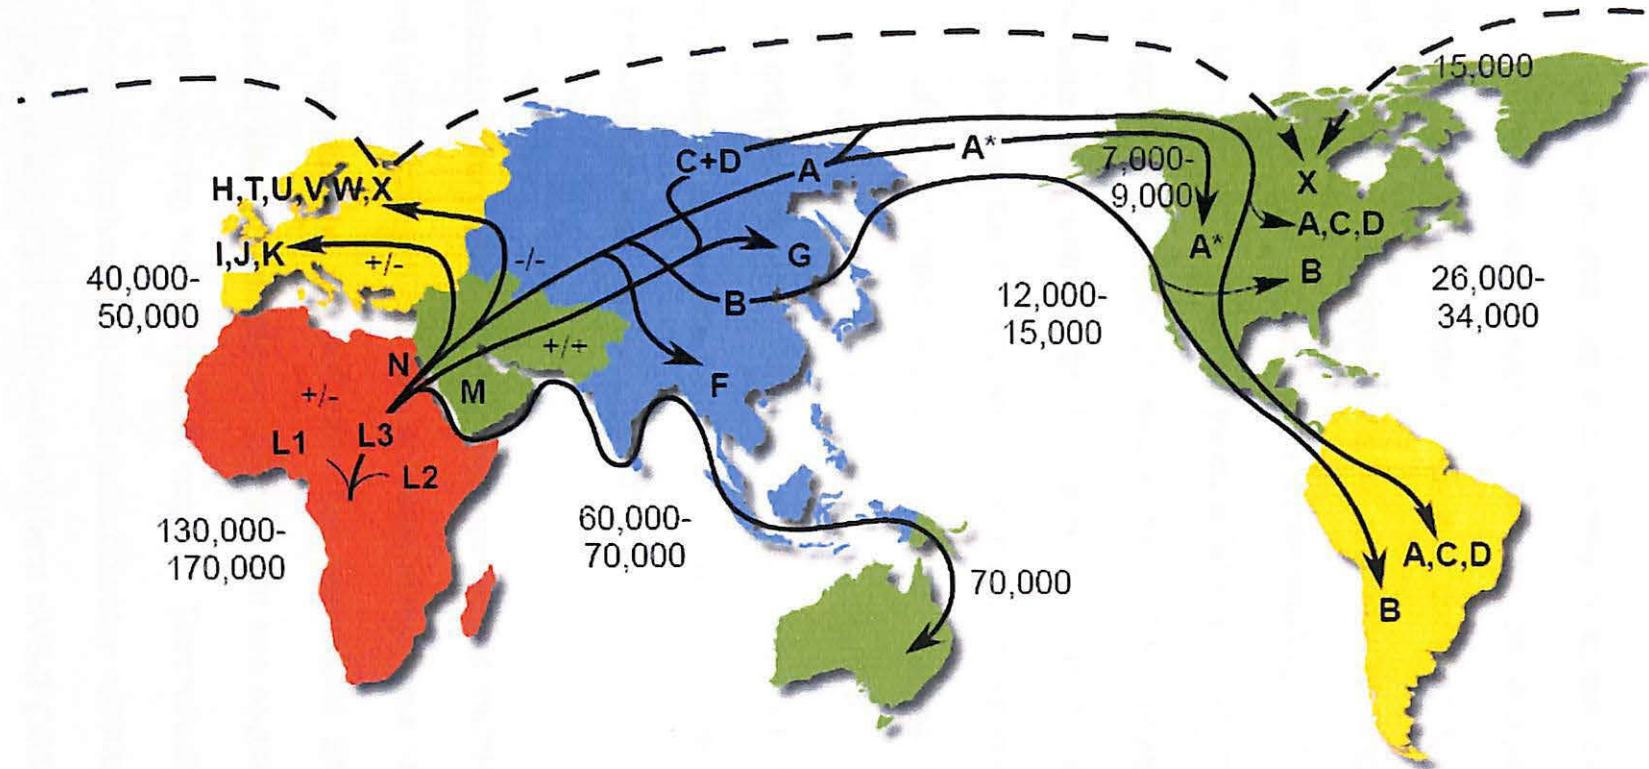 15,000
C+D
A
A*
7,000-
9,000
H,T,U,V,W,X
X
A,C,D
I,J,K
+/-
-/-
G
A*
B
40,000-
50,000
B
12,000-
15,000
26,000-
34,000
N
+/+
M
F
+/-
L1
L3
L2
130,000-
170,000
60,000-
70,000
70,000
A,C,D
B